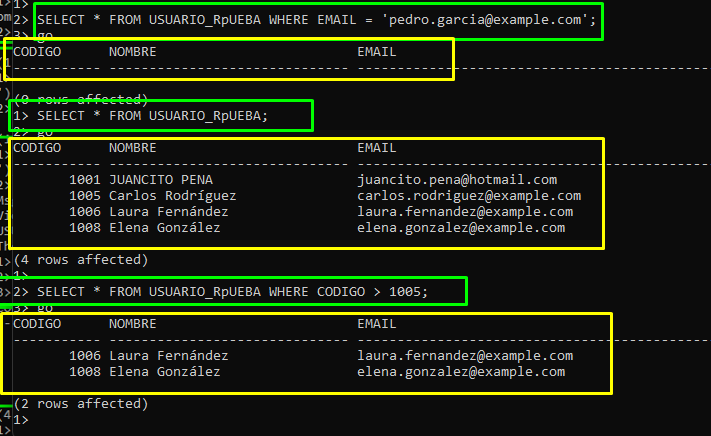 1>
2> SELECT * FROM USUARIO_RpUEBA WHERE EMAIL = 'pedro.garcia@example.com';
3> go
CODIGO NOMBRE EMAIL
(0 rows affected)
1> SELECT * FROM USUARIO_RpUEBA;
2> go
CODIGO NOMBRE EMAIL
1001 JUANCITO PENA juancito.pena@hotmail.com
1005 Carlos Rodríguez carlos.rodriguez@example.com
1006 Laura Fernández laura.fernandez@example.com
1008 Elena González elena.gonzalez@example.com
(4 rows affected)
1>
2> SELECT * FROM USUARIO_RpUEBA WHERE CODIGO > 1005;
3> go
CODIGO NOMBRE EMAIL
1006 Laura Fernández laura.fernandez@example.com
1008 Elena González elena.gonzalez@example.com
(2 rows affected)
1>